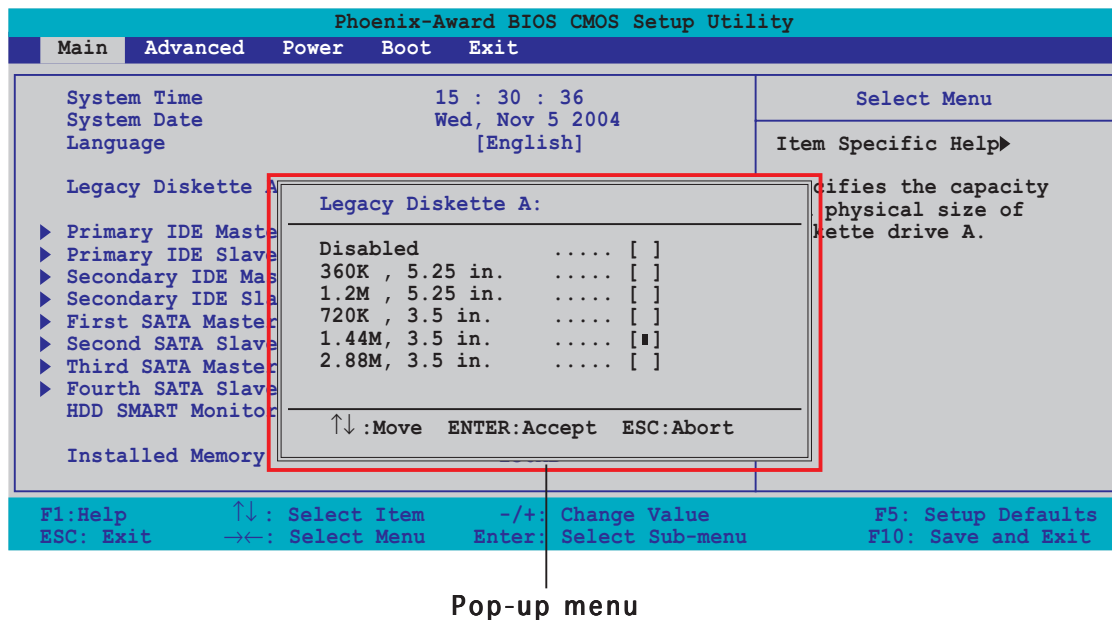 Phoenix-Award BIOS CMOS Setup Utility
Main Advanced Power Boot Exit
System Time 15 : 30 : 36
System Date Wed, Nov 5 2004
Language [English]
Legacy Diskette A
Primary IDE Maste
Primary IDE Slave
Secondary IDE Mas
Secondary IDE Sla
First SATA Master
Second SATA Slave
Third SATA Master
Fourth SATA Slave
HDD SMART Monitor
Installed Memory
Legacy Diskette A:
Disabled ..... [ ]
360K , 5.25 in. ..... [ ]
1.2M , 5.25 in. ..... [ ]
720K , 3.5 in. ..... [ ]
1.44M, 3.5 in. ..... [▮]
2.88M, 3.5 in. ..... [ ]
↑↓ :Move ENTER:Accept ESC:Abort
Select Menu
Item Specific Help▶
cifies the capacity
physical size of
kette drive A.
F1:Help ↑↓ : Select Item -/+: Change Value F5: Setup Defaults
ESC: Exit →←: Select Menu Enter: Select Sub-menu F10: Save and Exit
Pop-up menu